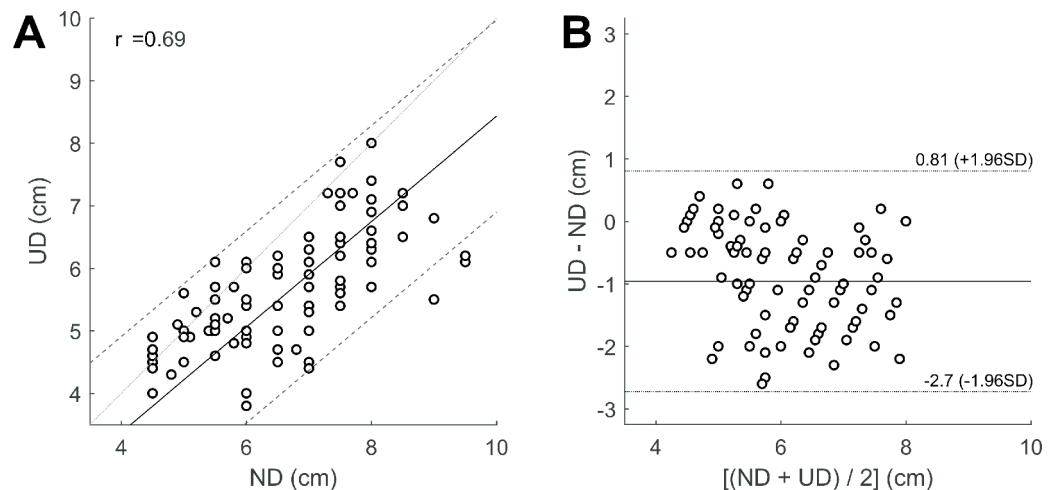 A
r =0.69
10
9
8
7
6
5
4
4
6
8
10
UD (cm)
ND (cm)
B
3
2
1
0
-1
-2
-3
4
6
8
10
0.81 (+1.96SD)
-2.7 (-1.96SD)
UD - ND (cm)
[(ND + UD) / 2] (cm)